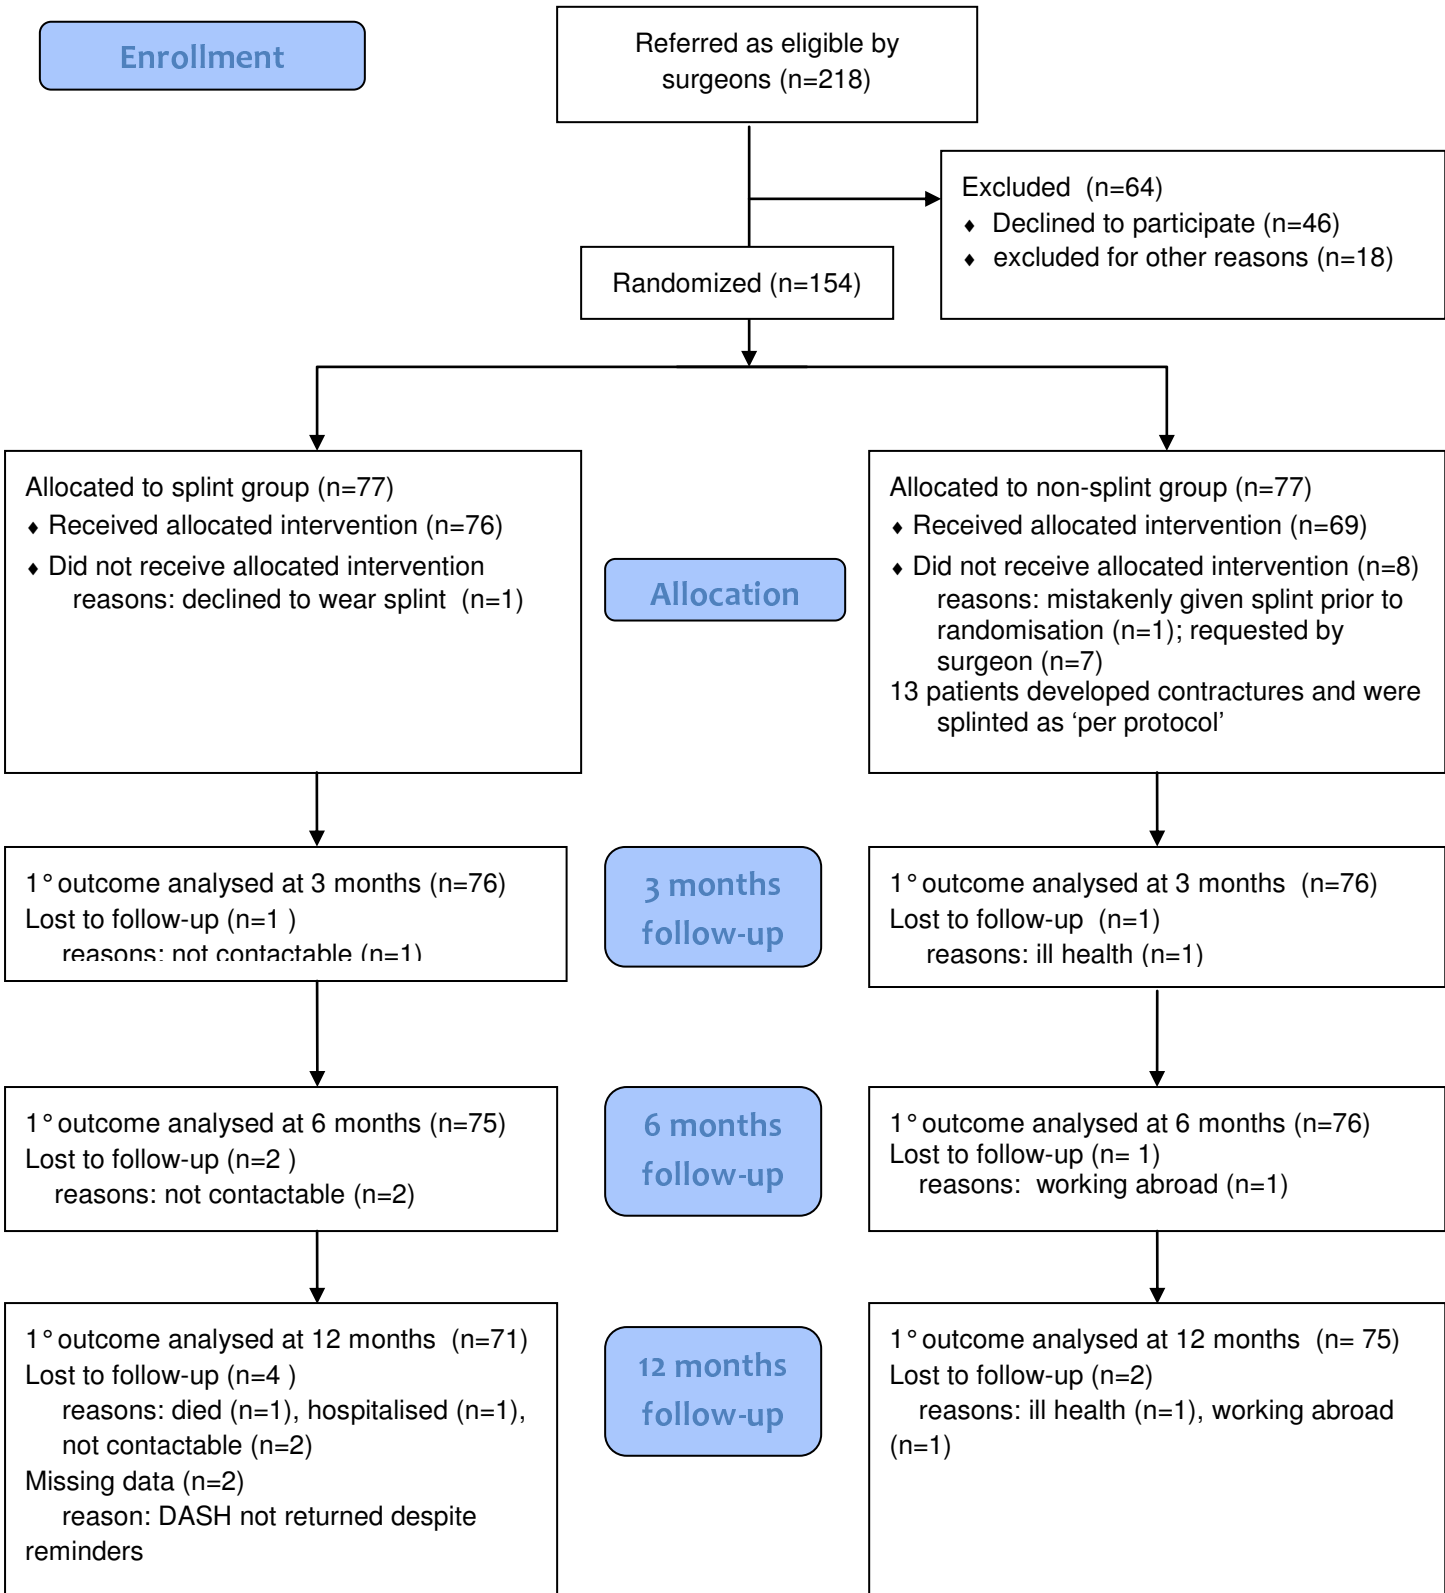 Enrollment
Referred as eligible by
surgeons (n=218)
Excluded (n=64)
♦ Declined to participate (n=46)
♦ excluded for other reasons (n=18)
Randomized (n=154)
Allocated to splint group (n=77)
♦ Received allocated intervention (n=76)
♦ Did not receive allocated intervention
reasons: declined to wear splint (n=1)
Allocation
Allocated to non-splint group (n=77)
♦ Received allocated intervention (n=69)
♦ Did not receive allocated intervention (n=8)
reasons: mistakenly given splint prior to
randomisation (n=1); requested by
surgeon (n=7)
13 patients developed contractures and were
splinted as ‘per protocol’
1° outcome analysed at 3 months (n=76)
Lost to follow-up (n=1 )
reasons: not contactable (n=1)
3 months
follow-up
1° outcome analysed at 3 months (n=76)
Lost to follow-up (n=1)
reasons: ill health (n=1)
1° outcome analysed at 6 months (n=75)
Lost to follow-up (n=2 )
reasons: not contactable (n=2)
6 months
follow-up
1° outcome analysed at 6 months (n=76)
Lost to follow-up (n= 1)
reasons: working abroad (n=1)
1° outcome analysed at 12 months (n=71)
Lost to follow-up (n=4 )
reasons: died (n=1), hospitalised (n=1),
not contactable (n=2)
Missing data (n=2)
reason: DASH not returned despite
reminders
12 months
follow-up
1° outcome analysed at 12 months (n= 75)
Lost to follow-up (n=2)
reasons: ill health (n=1), working abroad
(n=1)